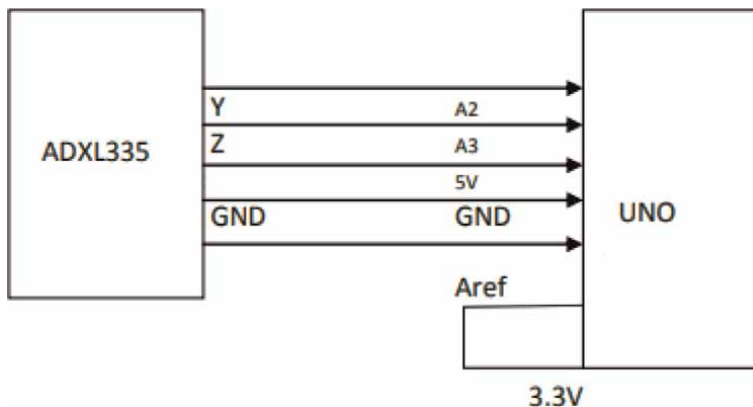 Y A2
ADXL335 Z A3
5V
GND GND UNO
Aref
3.3V